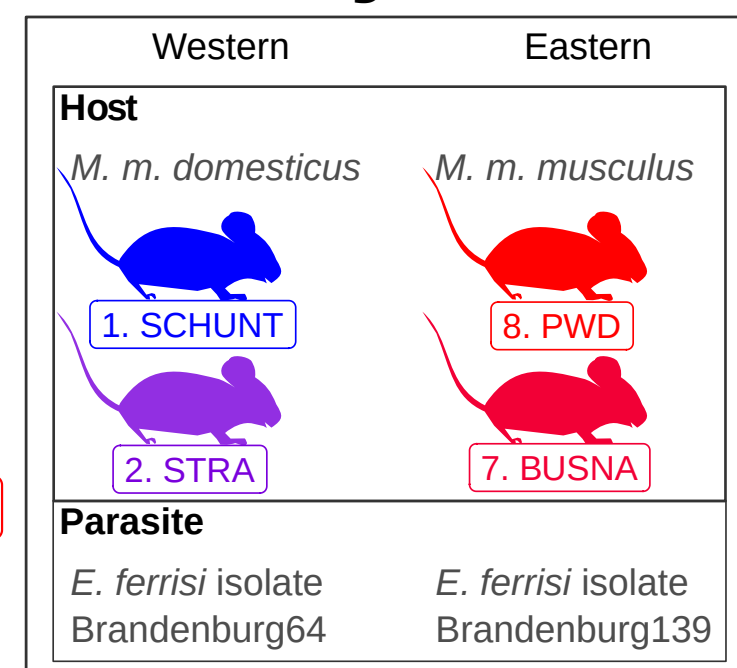 Western Eastern
Host
M. m. domesticus M. m. musculus
1. SCHUNT 8. PWD
2. STRA 7. BUSNA
Parasite
E. ferrisi isolate E. ferrisi isolate
Brandenburg64 Brandenburg139